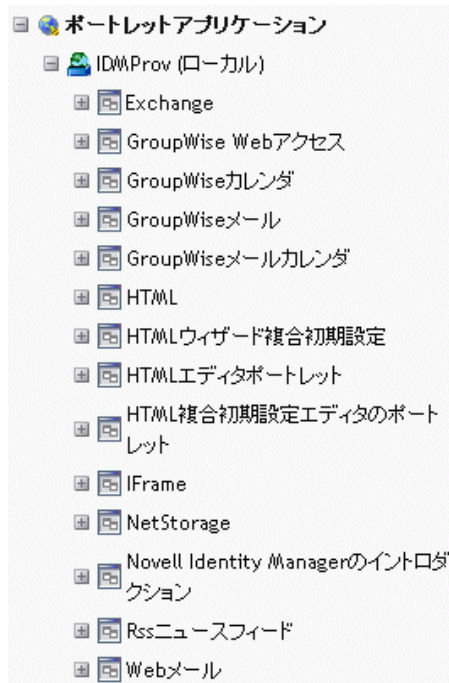 ポートレットアプリケーション
IDMProv (ローカル)
Exchange
GroupWise Webアクセス
GroupWiseカレンダ
GroupWiseメール
GroupWiseメールカレンダ
HTML
HTMLウィザード複合初期設定
HTMLエディタポートレット
HTML複合初期設定エディタのポート
レット
IFrame
NetStorage
Novell Identity Managerのイントロダ
クション
Rssニュースフィード
Webメール